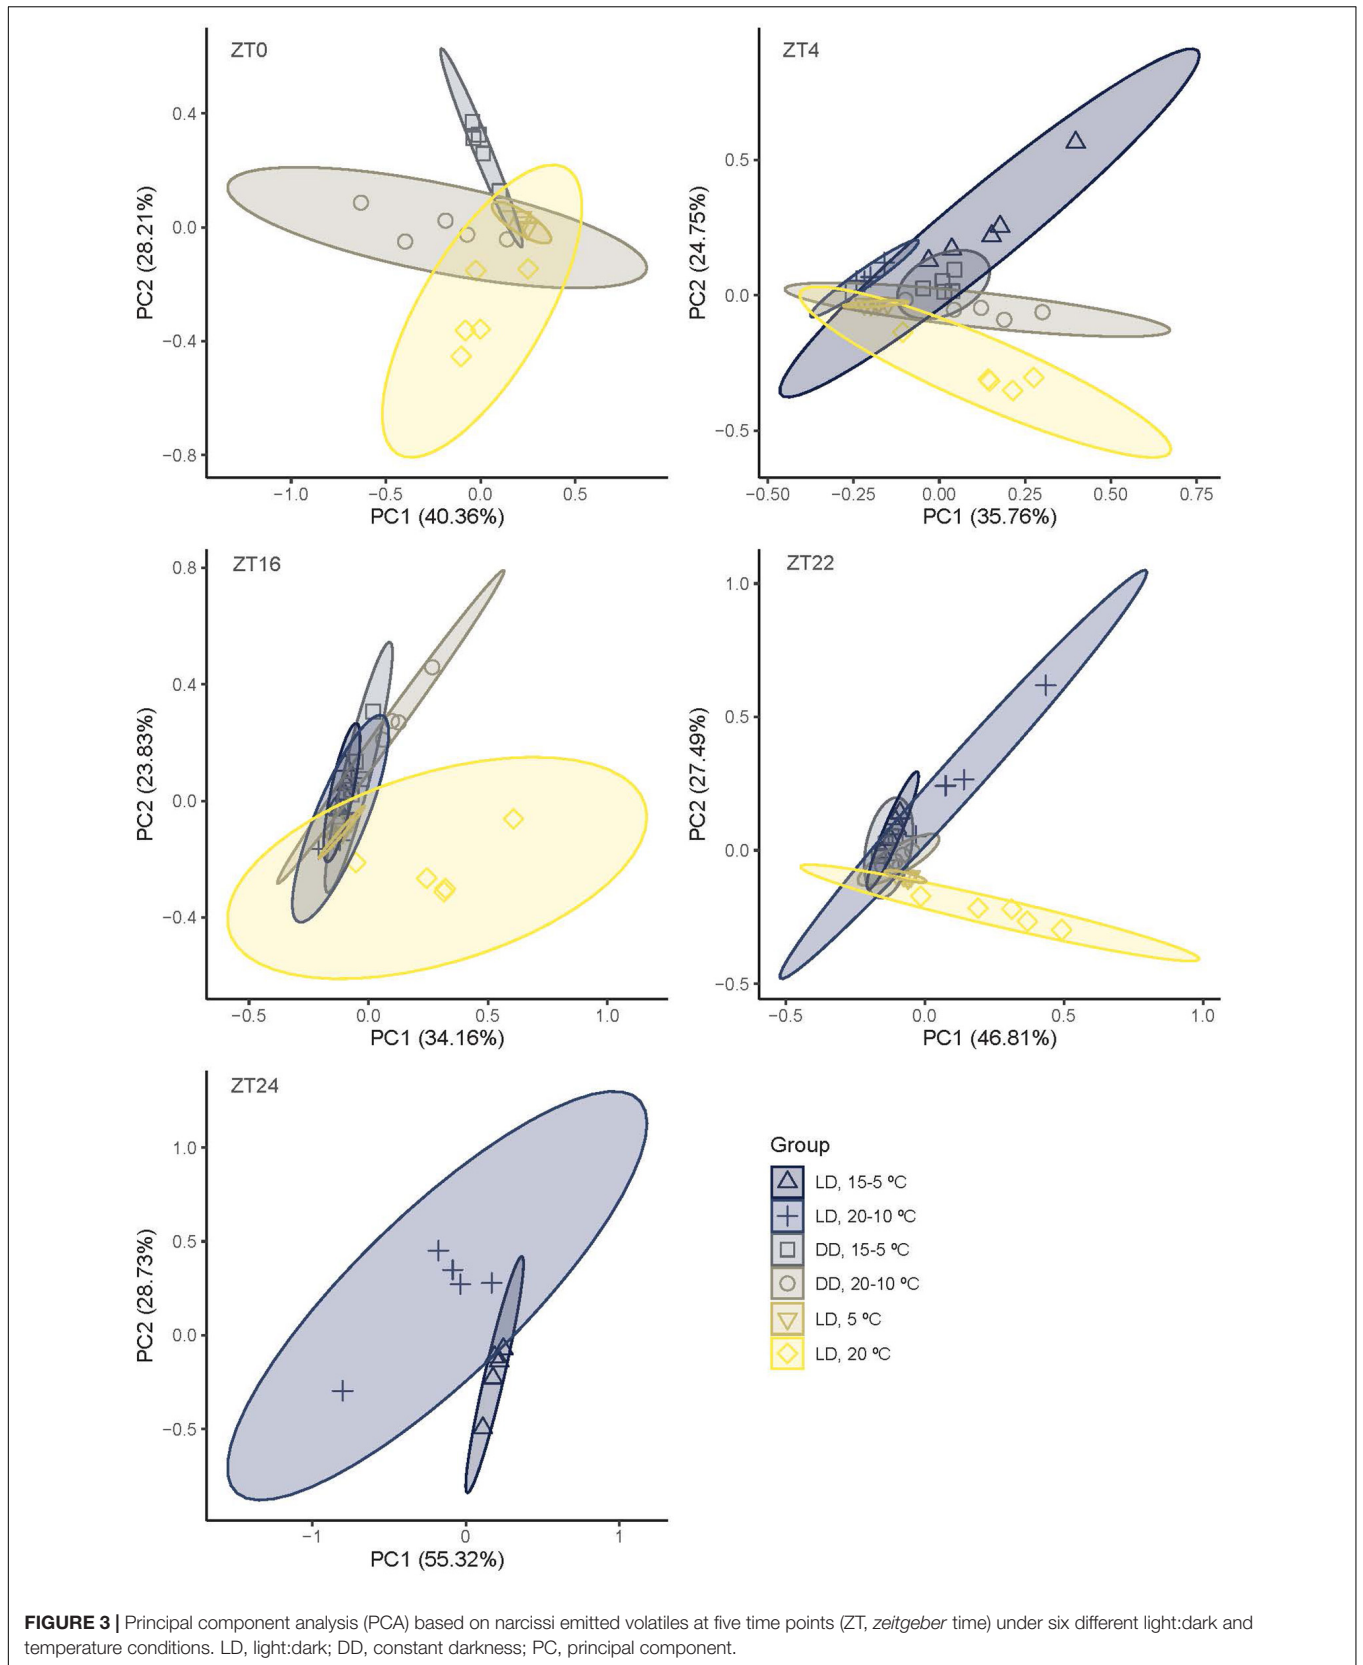 ZT0
0.4
0.0
−0.4
−0.8
PC2 (28.21%)
−1.0 −0.5 0.0 0.5
PC1 (40.36%)
ZT4
0.5
0.0
−0.5
PC2 (24.75%)
−0.50 −0.25 0.00 0.25 0.50 0.75
PC1 (35.76%)
ZT16
0.8
0.4
0.0
−0.4
PC2 (23.83%)
−0.5 0.0 0.5 1.0
PC1 (34.16%)
ZT22
1.0
0.5
0.0
−0.5
PC2 (27.49%)
−0.5 0.0 0.5 1.0
PC1 (46.81%)
ZT24
1.0
0.5
0.0
−0.5
PC2 (28.73%)
−1 0 1
PC1 (55.32%)
Group
LD, 15-5 ºC
LD, 20-10 ºC
DD, 15-5 ºC
DD, 20-10 ºC
LD, 5 ºC
LD, 20 ºC
FIGURE 3 | Principal component analysis (PCA) based on narcissi emitted volatiles at five time points (ZT, zeitgeber time) under six different light:dark and
temperature conditions. LD, light:dark; DD, constant darkness; PC, principal component.